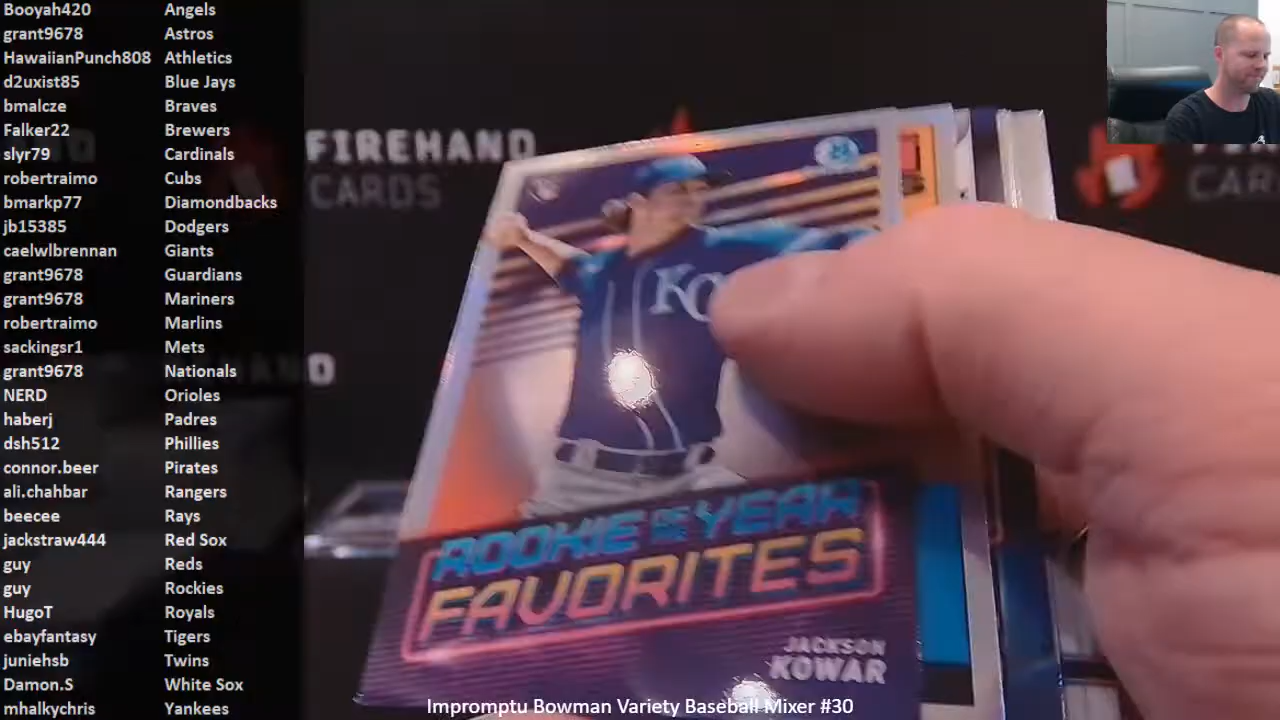 Booyah420 Angels
grant9678 Astros
HawaiianPunch808 Athletics
d2uxist85 Blue Jays
bmalcze Braves
Falker22 Brewers
slyr79 Cardinals
robertraimo Cubs
bmarkp77 Diamondbacks
jb15385 Dodgers
caelwlbrennan Giants
grant9678 Guardians
grant9678 Mariners
robertraimo Marlins
sackingsr1 Mets
grant9678 Nationals
NERD Orioles
haberj Padres
dsh512 Phillies
connor.beer Pirates
ali.chahbar Rangers
beecee Rays
jackstraw444 Red Sox
guy Reds
guy Rockies
HugoT Royals
ebayfantasy Tigers
juniehsb Twins
Damon.S White Sox
mhalkychris Yankees
FIREHAND
CARDS
ROOKIE OF THE YEAR
FAVORITES
JACKSON
KOWAR
Impromptu Bowman Variety Baseball Mixer #30